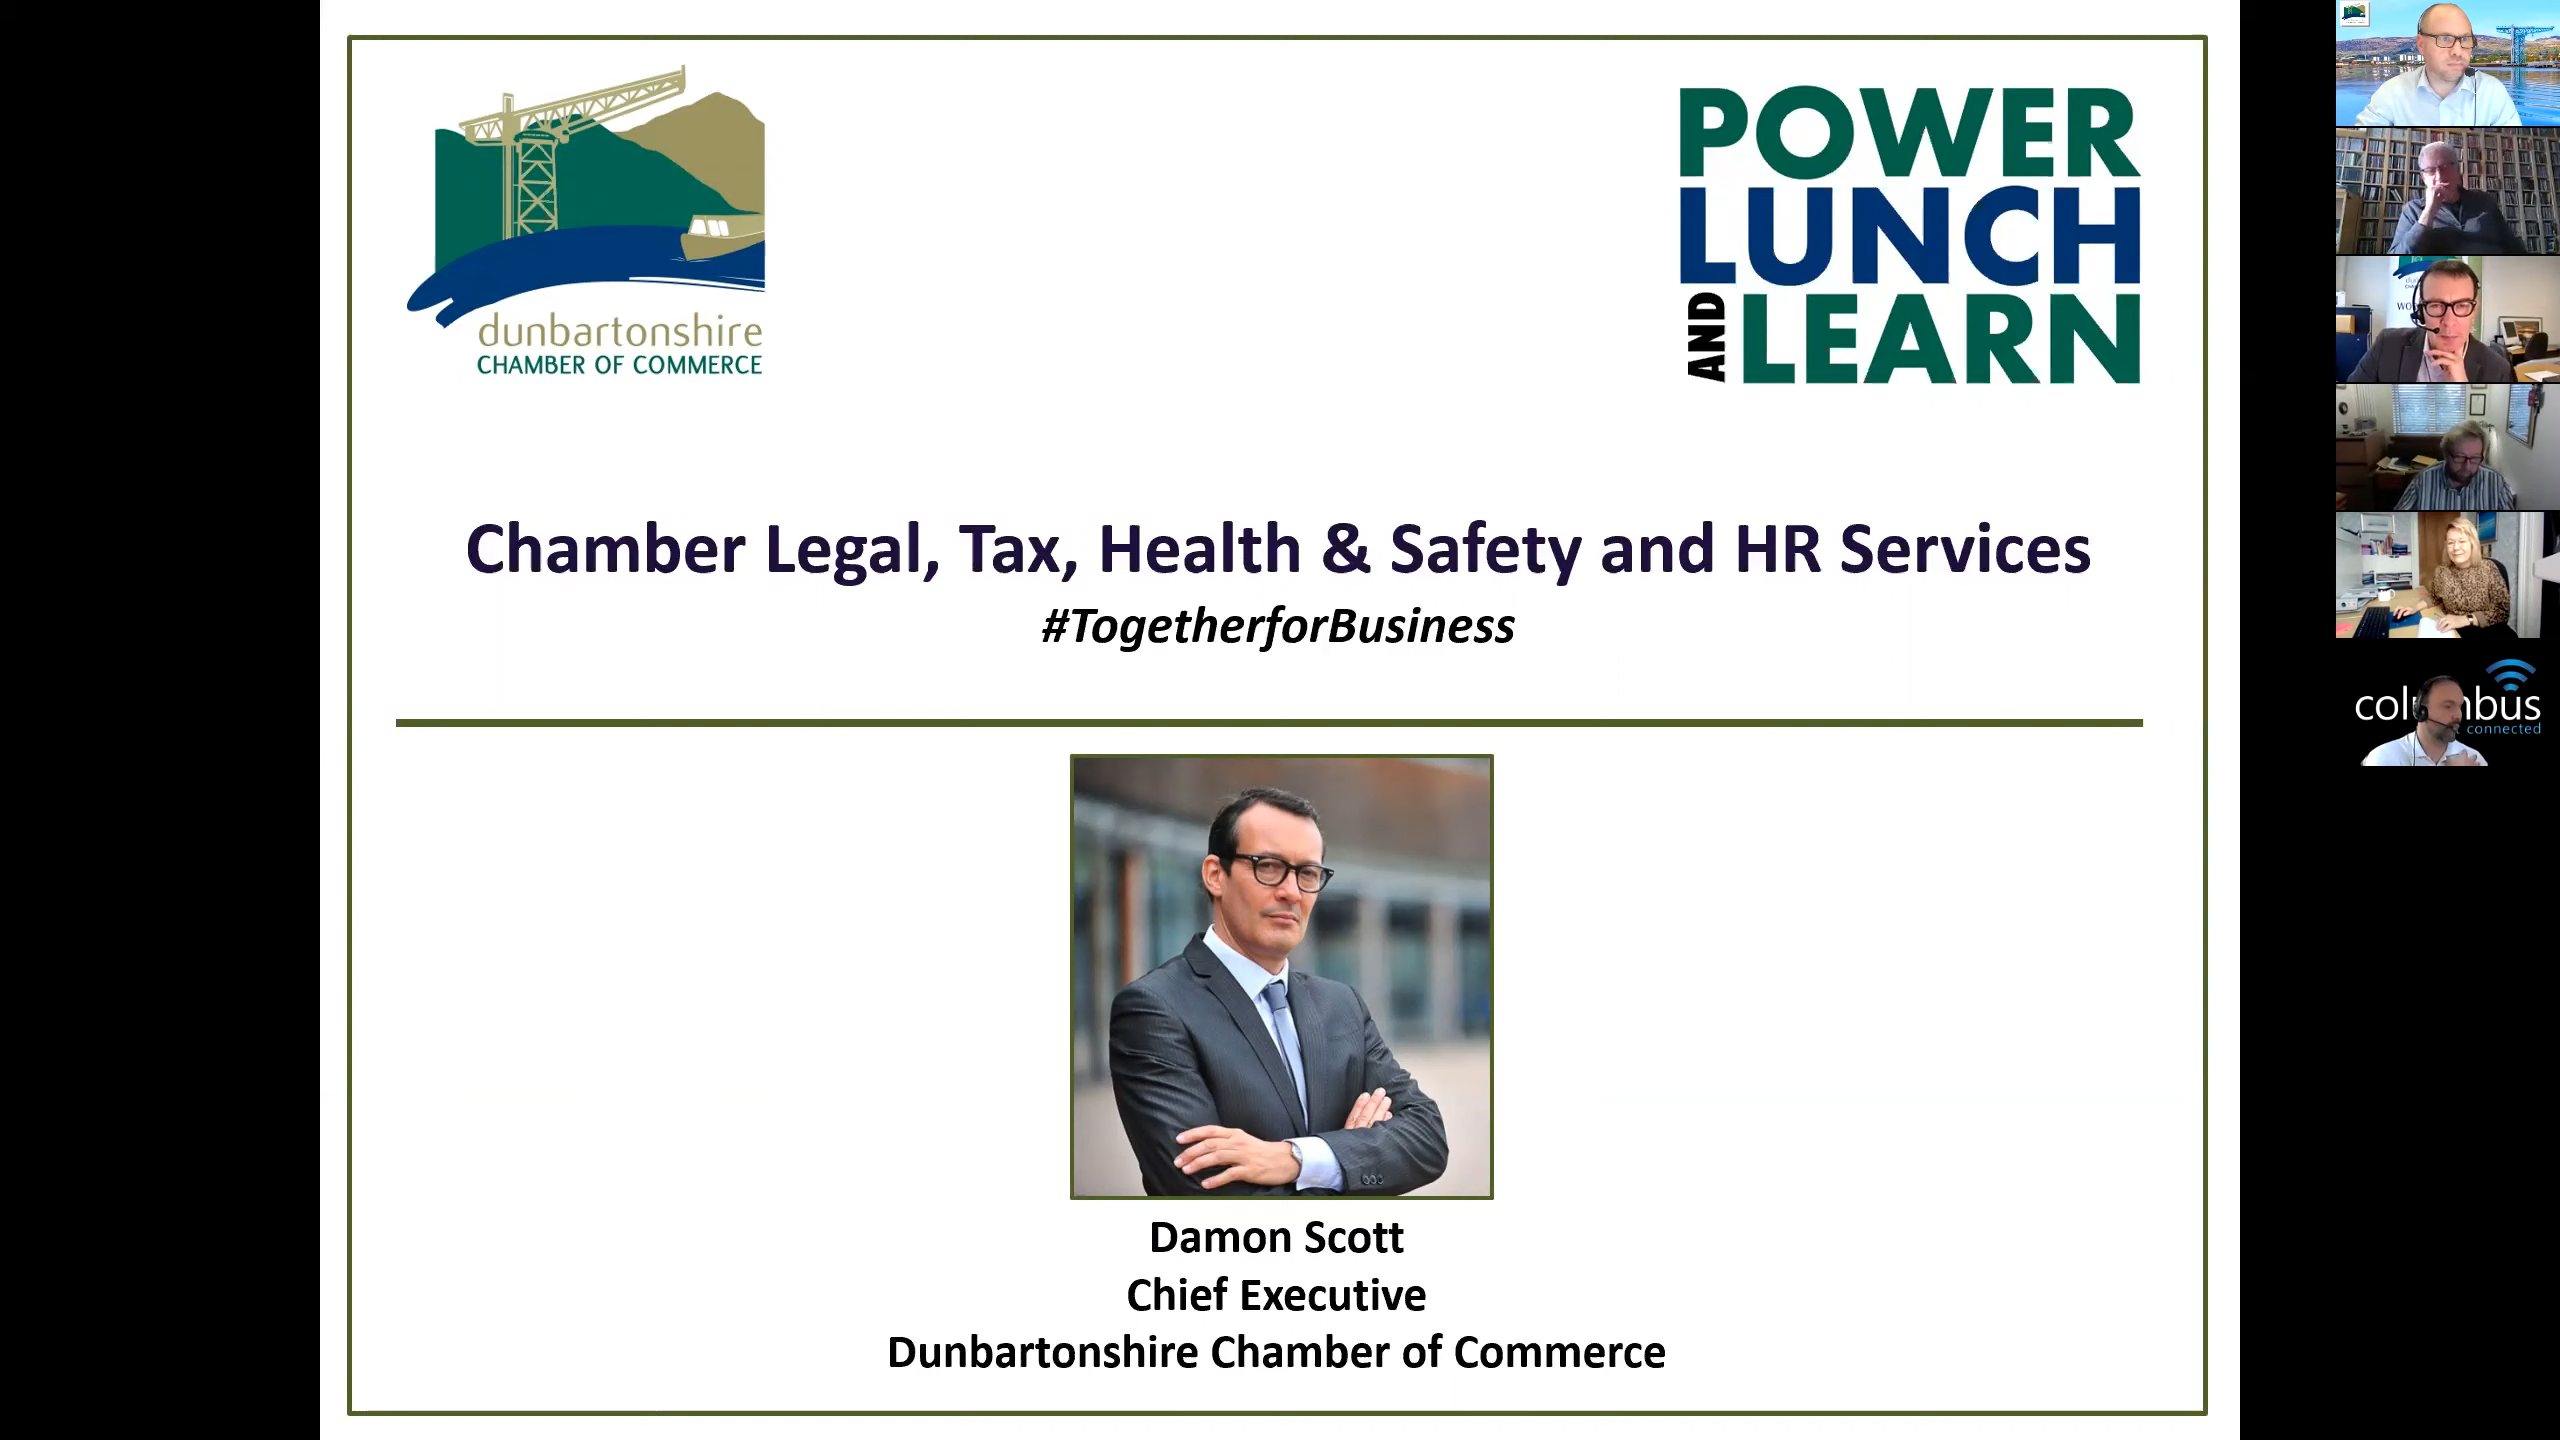 dunbartonshire
CHAMBER OF COMMERCE
POWER
LUNCH
AND LEARN
Chamber Legal, Tax, Health & Safety and HR Services
#TogetherforBusiness
Damon Scott
Chief Executive
Dunbartonshire Chamber of Commerce
connected